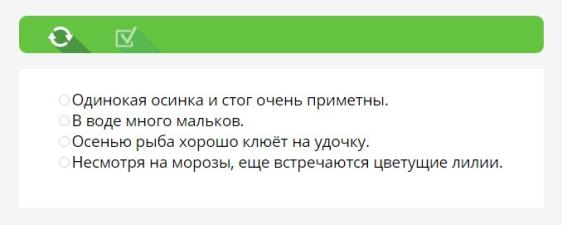 Одинокая осинка и стог очень приметны.
В воде много мальков.
Осенью рыба хорошо клюёт на удочку.
Несмотря на морозы, еще встречаются цветущие лилии.